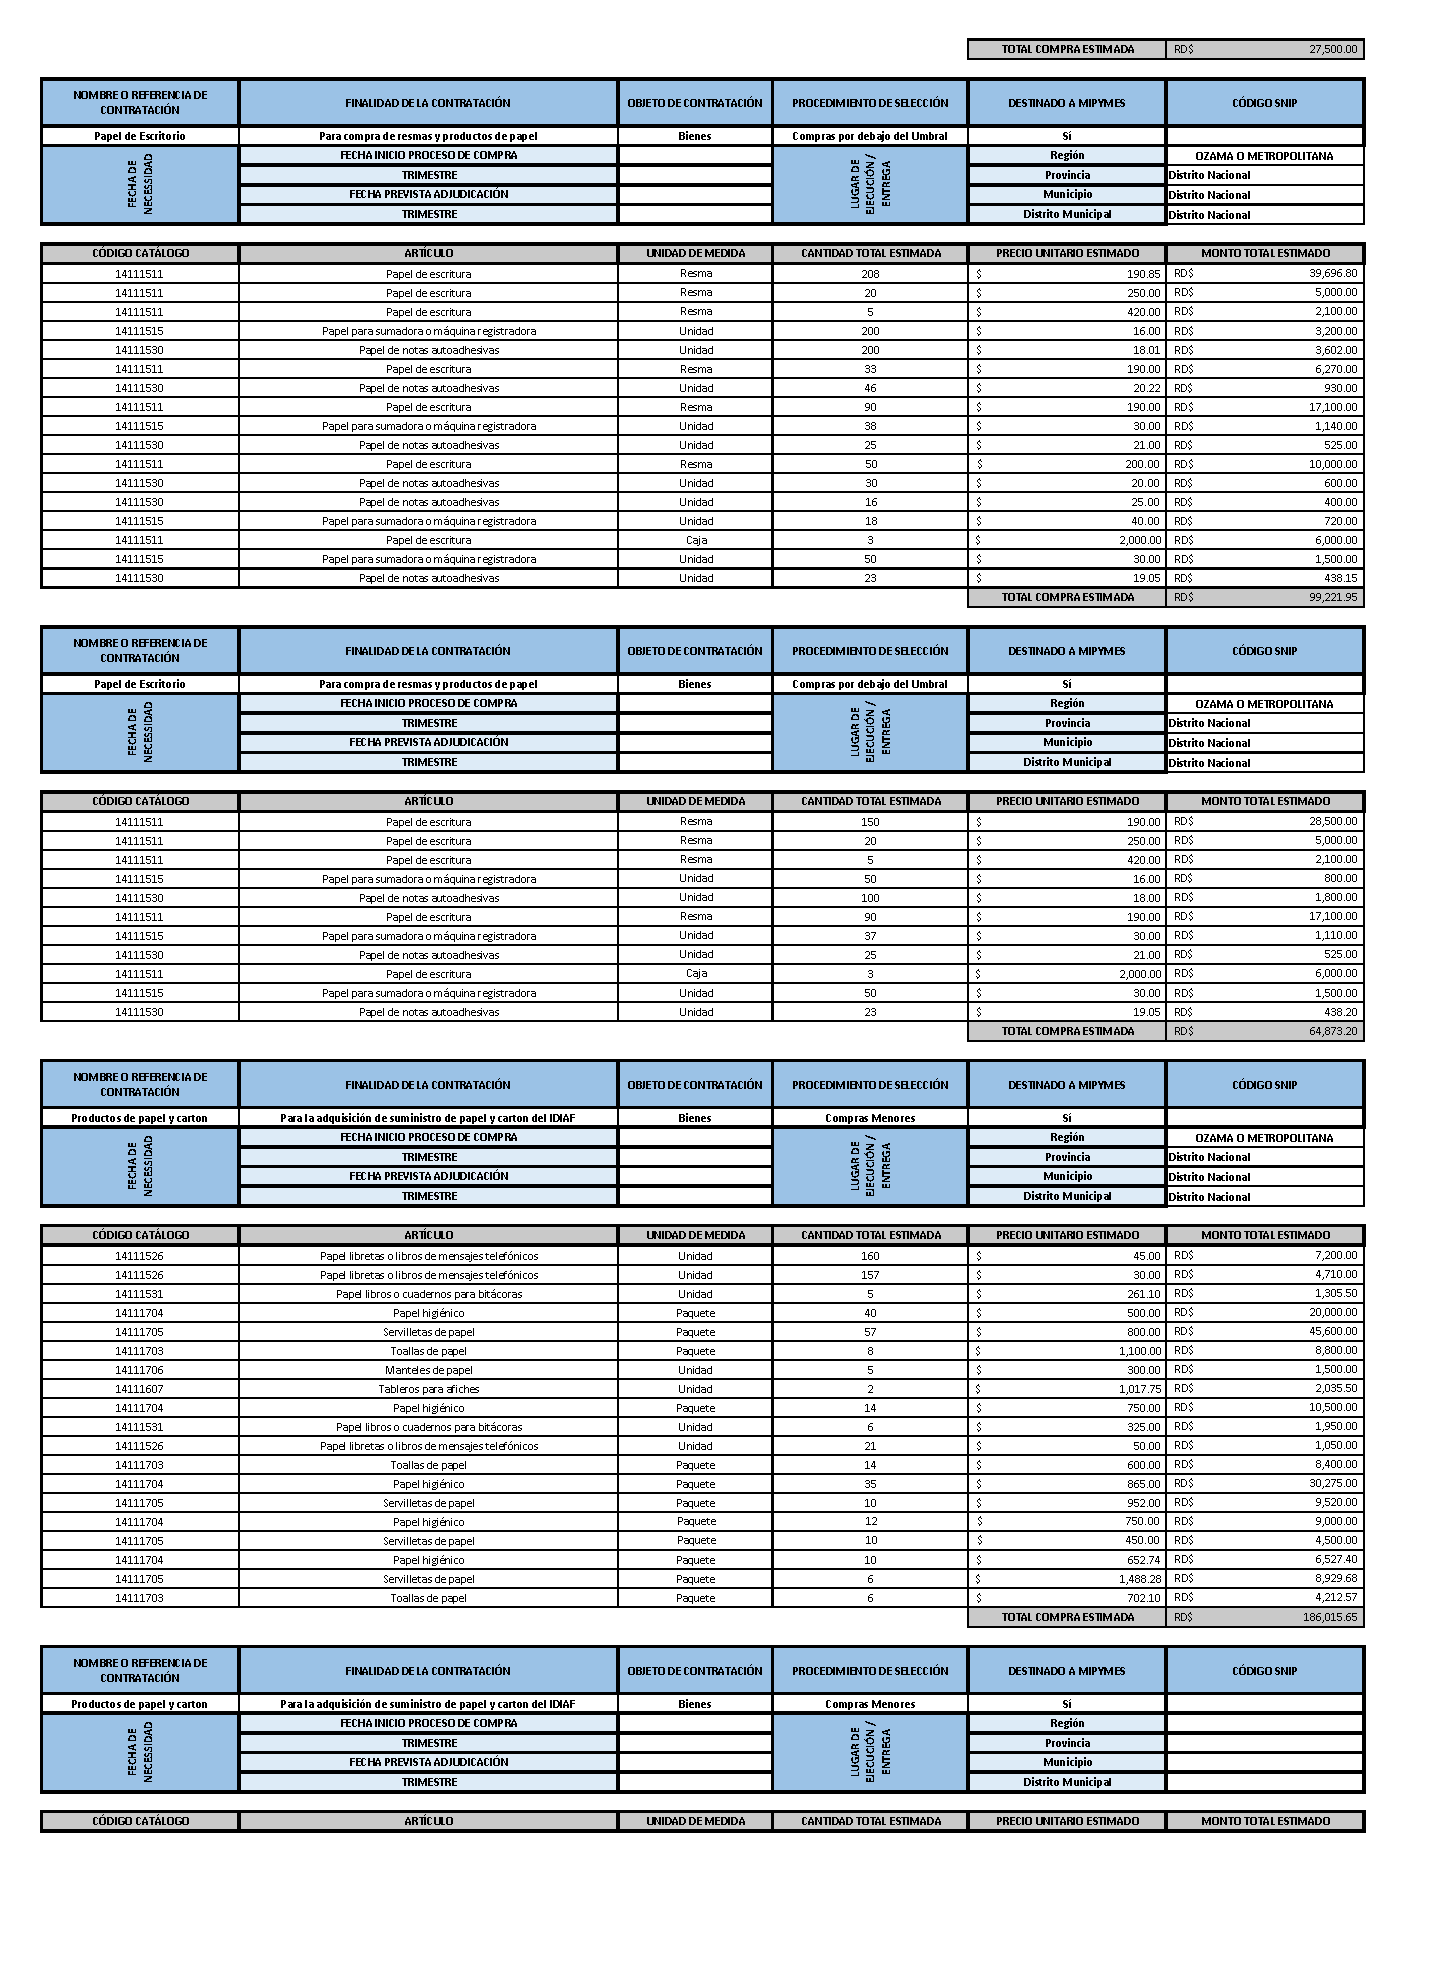 TOTAL COMPRA ESTIMADA RD$ 27,500.00
NOMBRE O REFERENCIA DE CONTRATACIÓN FINALIDAD DE LA CONTRATACIÓN OBJETO DE CONTRATACIÓN PROCEDIMIENTO DE SELECCIÓN DESTINADO A MIPYMES CÓDIGO SNIP
Papel de Escritorio Para compra de resmas y productos de papel Bienes Compras por debajo del Umbral Sí
FECHA DE NECESSIDAD FECHA INICIO PROCESO DE COMPRA LUGAR DE EJECUCIÓN / ENTREGA Región OZAMA O METROPOLITANA
TRIMESTRE Provincia Distrito Nacional
FECHA PREVISTA ADJUDICACIÓN Municipio Distrito Nacional
TRIMESTRE Distrito Municipal Distrito Nacional
CÓDIGO CATÁLOGO ARTÍCULO UNIDAD DE MEDIDA CANTIDAD TOTAL ESTIMADA PRECIO UNITARIO ESTIMADO MONTO TOTAL ESTIMADO
14111511 Papel de escritura Resma 208 $ 190.85 RD$ 39,696.80
14111511 Papel de escritura Resma 20 $ 250.00 RD$ 5,000.00
14111511 Papel de escritura Resma 5 $ 420.00 RD$ 2,100.00
14111515 Papel para sumadora o máquina registradora Unidad 200 $ 16.00 RD$ 3,200.00
14111530 Papel de notas autoadhesivas Unidad 200 $ 18.01 RD$ 3,602.00
14111511 Papel de escritura Resma 33 $ 190.00 RD$ 6,270.00
14111530 Papel de notas autoadhesivas Unidad 46 $ 20.22 RD$ 930.00
14111511 Papel de escritura Resma 90 $ 190.00 RD$ 17,100.00
14111515 Papel para sumadora o máquina registradora Unidad 38 $ 30.00 RD$ 1,140.00
14111530 Papel de notas autoadhesivas Unidad 25 $ 21.00 RD$ 525.00
14111511 Papel de escritura Resma 50 $ 200.00 RD$ 10,000.00
14111530 Papel de notas autoadhesivas Unidad 30 $ 20.00 RD$ 600.00
14111530 Papel de notas autoadhesivas Unidad 16 $ 25.00 RD$ 400.00
14111515 Papel para sumadora o máquina registradora Unidad 18 $ 40.00 RD$ 720.00
14111511 Papel de escritura Caja 3 $ 2,000.00 RD$ 6,000.00
14111515 Papel para sumadora o máquina registradora Unidad 50 $ 30.00 RD$ 1,500.00
14111530 Papel de notas autoadhesivas Unidad 23 $ 19.05 RD$ 438.15
TOTAL COMPRA ESTIMADA RD$ 99,221.95
NOMBRE O REFERENCIA DE CONTRATACIÓN FINALIDAD DE LA CONTRATACIÓN OBJETO DE CONTRATACIÓN PROCEDIMIENTO DE SELECCIÓN DESTINADO A MIPYMES CÓDIGO SNIP
Papel de Escritorio Para compra de resmas y productos de papel Bienes Compras por debajo del Umbral Sí
FECHA DE NECESSIDAD FECHA INICIO PROCESO DE COMPRA LUGAR DE EJECUCIÓN / ENTREGA Región OZAMA O METROPOLITANA
TRIMESTRE Provincia Distrito Nacional
FECHA PREVISTA ADJUDICACIÓN Municipio Distrito Nacional
TRIMESTRE Distrito Municipal Distrito Nacional
CÓDIGO CATÁLOGO ARTÍCULO UNIDAD DE MEDIDA CANTIDAD TOTAL ESTIMADA PRECIO UNITARIO ESTIMADO MONTO TOTAL ESTIMADO
14111511 Papel de escritura Resma 150 $ 190.00 RD$ 28,500.00
14111511 Papel de escritura Resma 20 $ 250.00 RD$ 5,000.00
14111511 Papel de escritura Resma 5 $ 420.00 RD$ 2,100.00
14111515 Papel para sumadora o máquina registradora Unidad 50 $ 16.00 RD$ 800.00
14111530 Papel de notas autoadhesivas Unidad 100 $ 18.00 RD$ 1,800.00
14111511 Papel de escritura Resma 90 $ 190.00 RD$ 17,100.00
14111515 Papel para sumadora o máquina registradora Unidad 37 $ 30.00 RD$ 1,110.00
14111530 Papel de notas autoadhesivas Unidad 25 $ 21.00 RD$ 525.00
14111511 Papel de escritura Caja 3 $ 2,000.00 RD$ 6,000.00
14111515 Papel para sumadora o máquina registradora Unidad 50 $ 30.00 RD$ 1,500.00
14111530 Papel de notas autoadhesivas Unidad 23 $ 19.05 RD$ 438.20
TOTAL COMPRA ESTIMADA RD$ 64,873.20
NOMBRE O REFERENCIA DE CONTRATACIÓN FINALIDAD DE LA CONTRATACIÓN OBJETO DE CONTRATACIÓN PROCEDIMIENTO DE SELECCIÓN DESTINADO A MIPYMES CÓDIGO SNIP
Productos de papel y carton Para la adquisición de suministro de papel y carton del IDIAF Bienes Compras Menores Sí
FECHA DE NECESSIDAD FECHA INICIO PROCESO DE COMPRA LUGAR DE EJECUCIÓN / ENTREGA Región OZAMA O METROPOLITANA
TRIMESTRE Provincia Distrito Nacional
FECHA PREVISTA ADJUDICACIÓN Municipio Distrito Nacional
TRIMESTRE Distrito Municipal Distrito Nacional
CÓDIGO CATÁLOGO ARTÍCULO UNIDAD DE MEDIDA CANTIDAD TOTAL ESTIMADA PRECIO UNITARIO ESTIMADO MONTO TOTAL ESTIMADO
14111526 Papel libretas o libros de mensajes telefónicos Unidad 160 $ 45.00 RD$ 7,200.00
14111526 Papel libretas o libros de mensajes telefónicos Unidad 157 $ 30.00 RD$ 4,710.00
14111531 Papel libros o cuadernos para bitácoras Unidad 5 $ 261.10 RD$ 1,305.50
14111704 Papel higiénico Paquete 40 $ 500.00 RD$ 20,000.00
14111705 Servilletas de papel Paquete 57 $ 800.00 RD$ 45,600.00
14111703 Toallas de papel Paquete 8 $ 1,100.00 RD$ 8,800.00
14111706 Manteles de papel Unidad 5 $ 300.00 RD$ 1,500.00
14111607 Tableros para afiches Unidad 2 $ 1,017.75 RD$ 2,035.50
14111704 Papel higiénico Paquete 14 $ 750.00 RD$ 10,500.00
14111531 Papel libros o cuadernos para bitácoras Unidad 6 $ 325.00 RD$ 1,950.00
14111526 Papel libretas o libros de mensajes telefónicos Unidad 21 $ 50.00 RD$ 1,050.00
14111703 Toallas de papel Paquete 14 $ 600.00 RD$ 8,400.00
14111704 Papel higiénico Paquete 35 $ 865.00 RD$ 30,275.00
14111705 Servilletas de papel Paquete 10 $ 952.00 RD$ 9,520.00
14111704 Papel higiénico Paquete 12 $ 750.00 RD$ 9,000.00
14111705 Servilletas de papel Paquete 10 $ 450.00 RD$ 4,500.00
14111704 Papel higiénico Paquete 10 $ 652.74 RD$ 6,527.40
14111705 Servilletas de papel Paquete 6 $ 1,488.28 RD$ 8,929.68
14111703 Toallas de papel Paquete 6 $ 702.10 RD$ 4,212.57
TOTAL COMPRA ESTIMADA RD$ 186,015.65
NOMBRE O REFERENCIA DE CONTRATACIÓN FINALIDAD DE LA CONTRATACIÓN OBJETO DE CONTRATACIÓN PROCEDIMIENTO DE SELECCIÓN DESTINADO A MIPYMES CÓDIGO SNIP
Productos de papel y carton Para la adquisición de suministro de papel y carton del IDIAF Bienes Compras Menores Sí
FECHA DE NECESSIDAD FECHA INICIO PROCESO DE COMPRA LUGAR DE EJECUCIÓN / ENTREGA Región
TRIMESTRE Provincia
FECHA PREVISTA ADJUDICACIÓN Municipio
TRIMESTRE Distrito Municipal
CÓDIGO CATÁLOGO ARTÍCULO UNIDAD DE MEDIDA CANTIDAD TOTAL ESTIMADA PRECIO UNITARIO ESTIMADO MONTO TOTAL ESTIMADO